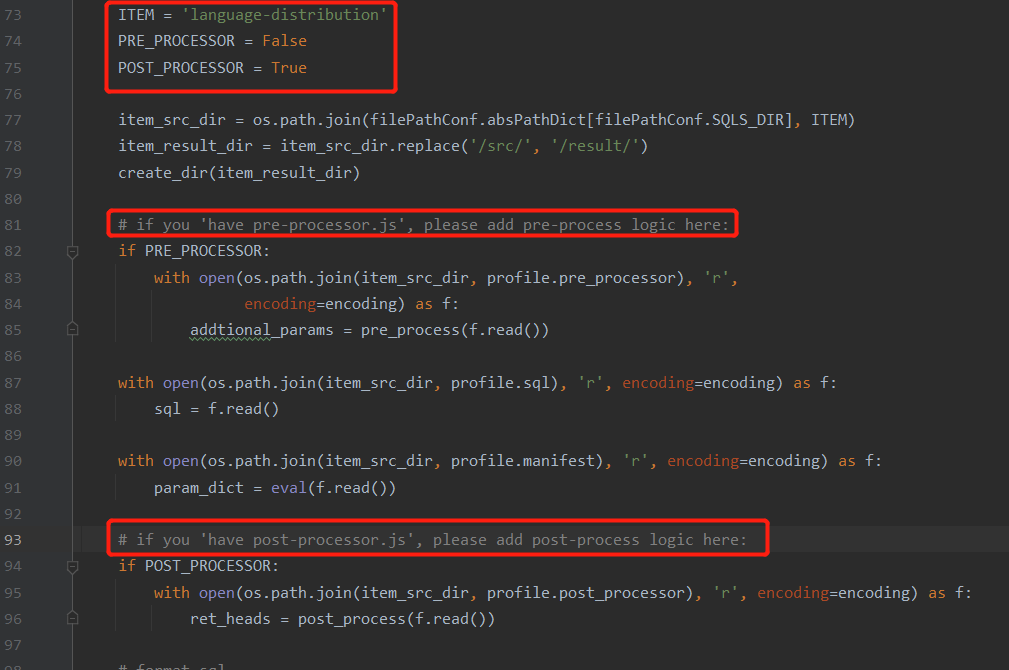 73 ITEM = 'language-distribution'
74 PRE_PROCESSOR = False
75 POST_PROCESSOR = True
76
77 item_src_dir = os.path.join(filePathConf.absPathDict[filePathConf.SQLS_DIR], ITEM)
78 item_result_dir = item_src_dir.replace('/src/', '/result/')
79 create_dir(item_result_dir)
80
81 # if you 'have pre-processor.js', please add pre-process logic here:
82 if PRE_PROCESSOR:
83 with open(os.path.join(item_src_dir, profile.pre_processor), 'r',
84 encoding=encoding) as f:
85 addtional_params = pre_process(f.read())
86
87 with open(os.path.join(item_src_dir, profile.sql), 'r', encoding=encoding) as f:
88 sql = f.read()
89
90 with open(os.path.join(item_src_dir, profile.manifest), 'r', encoding=encoding) as f:
91 param_dict = eval(f.read())
92
93 # if you 'have post-processor.js', please add post-process logic here:
94 if POST_PROCESSOR:
95 with open(os.path.join(item_src_dir, profile.post_processor), 'r', encoding=encoding) as f:
96 ret_heads = post_process(f.read())
97
98 # format sql